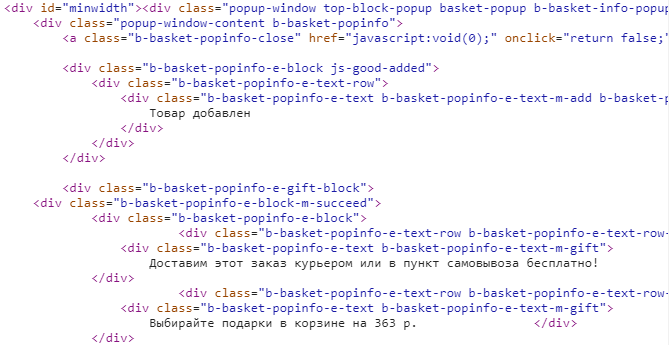 <div id="minwidth"><div class="popup-window top-block-popup basket-popup b-basket-info-popup
<div class="popup-window-content b-basket-popinfo">
<a class="b-basket-popinfo-close" href="javascript:void(0);" onclick="return false;"
<div class="b-basket-popinfo-e-block js-good-added">
<div class="b-basket-popinfo-e-text-row">
<div class="b-basket-popinfo-e-text b-basket-popinfo-e-text-m-add b-basket-p
Товар добавлен
</div>
</div>
</div>
<div class="b-basket-popinfo-e-gift-block">
<div class="b-basket-popinfo-e-block-m-succeed">
<div class="b-basket-popinfo-e-block">
<div class="b-basket-popinfo-e-text-row b-basket-popinfo-e-text-row-
<div class="b-basket-popinfo-e-text b-basket-popinfo-e-text-m-gift">
Доставим этот заказ курьером или в пункт самовывоза бесплатно!
</div>
<div class="b-basket-popinfo-e-text-row b-basket-popinfo-e-text-row-
<div class="b-basket-popinfo-e-text b-basket-popinfo-e-text-m-gift">
Выбирайте подарки в корзине на 363 р. </div>
</div>